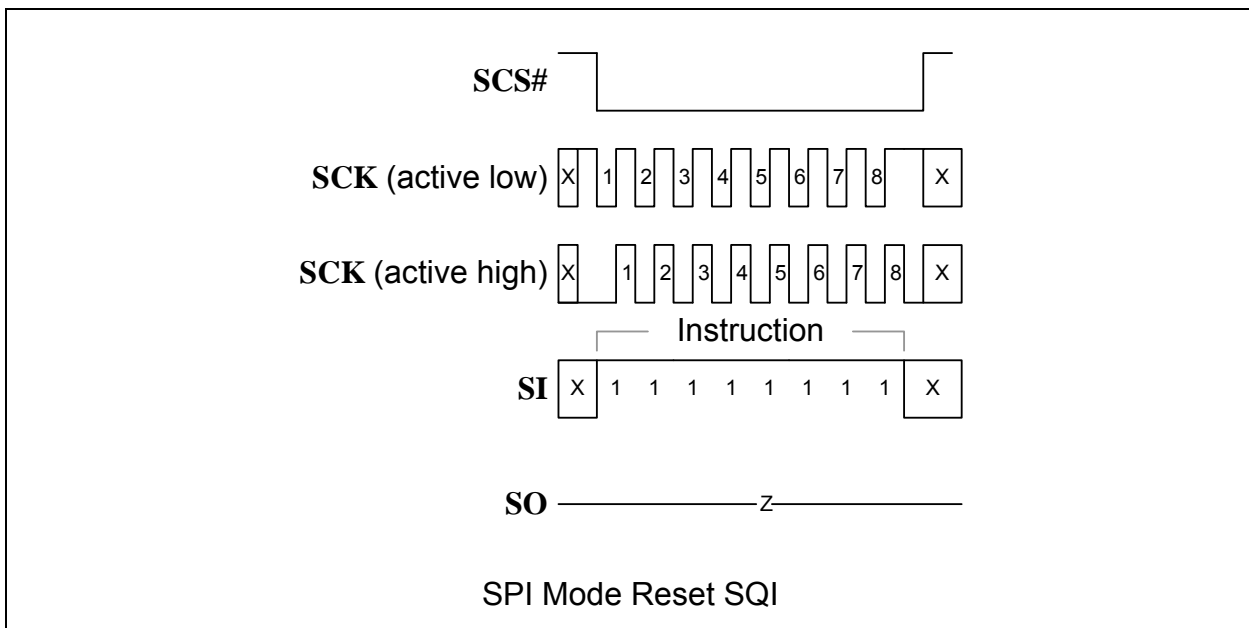 SCS#
SCK (active low) X 1 2 3 4 5 6 7 8 X
SCK (active high) X 1 2 3 4 5 6 7 8 X
Instruction
SI X 1 1 1 1 1 1 1 1 X
SO Z
SPI Mode Reset SQI